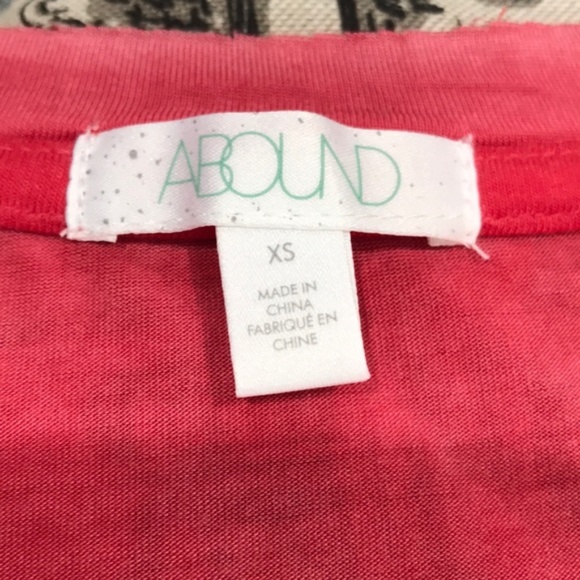 ABOUND
XS
MADE IN
CHINA
FABRIQUÉ EN
CHINE